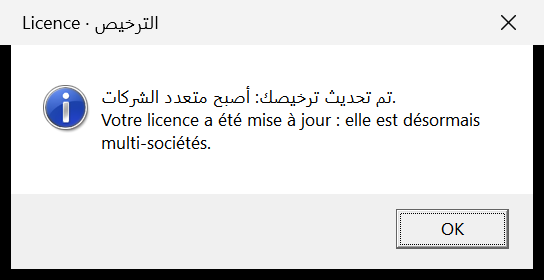 Licence · الترخيص
تم تحديث ترخيصك: أصبح متعدد الشركات.
Votre licence a été mise à jour : elle est désormais
multi-sociétés.
OK